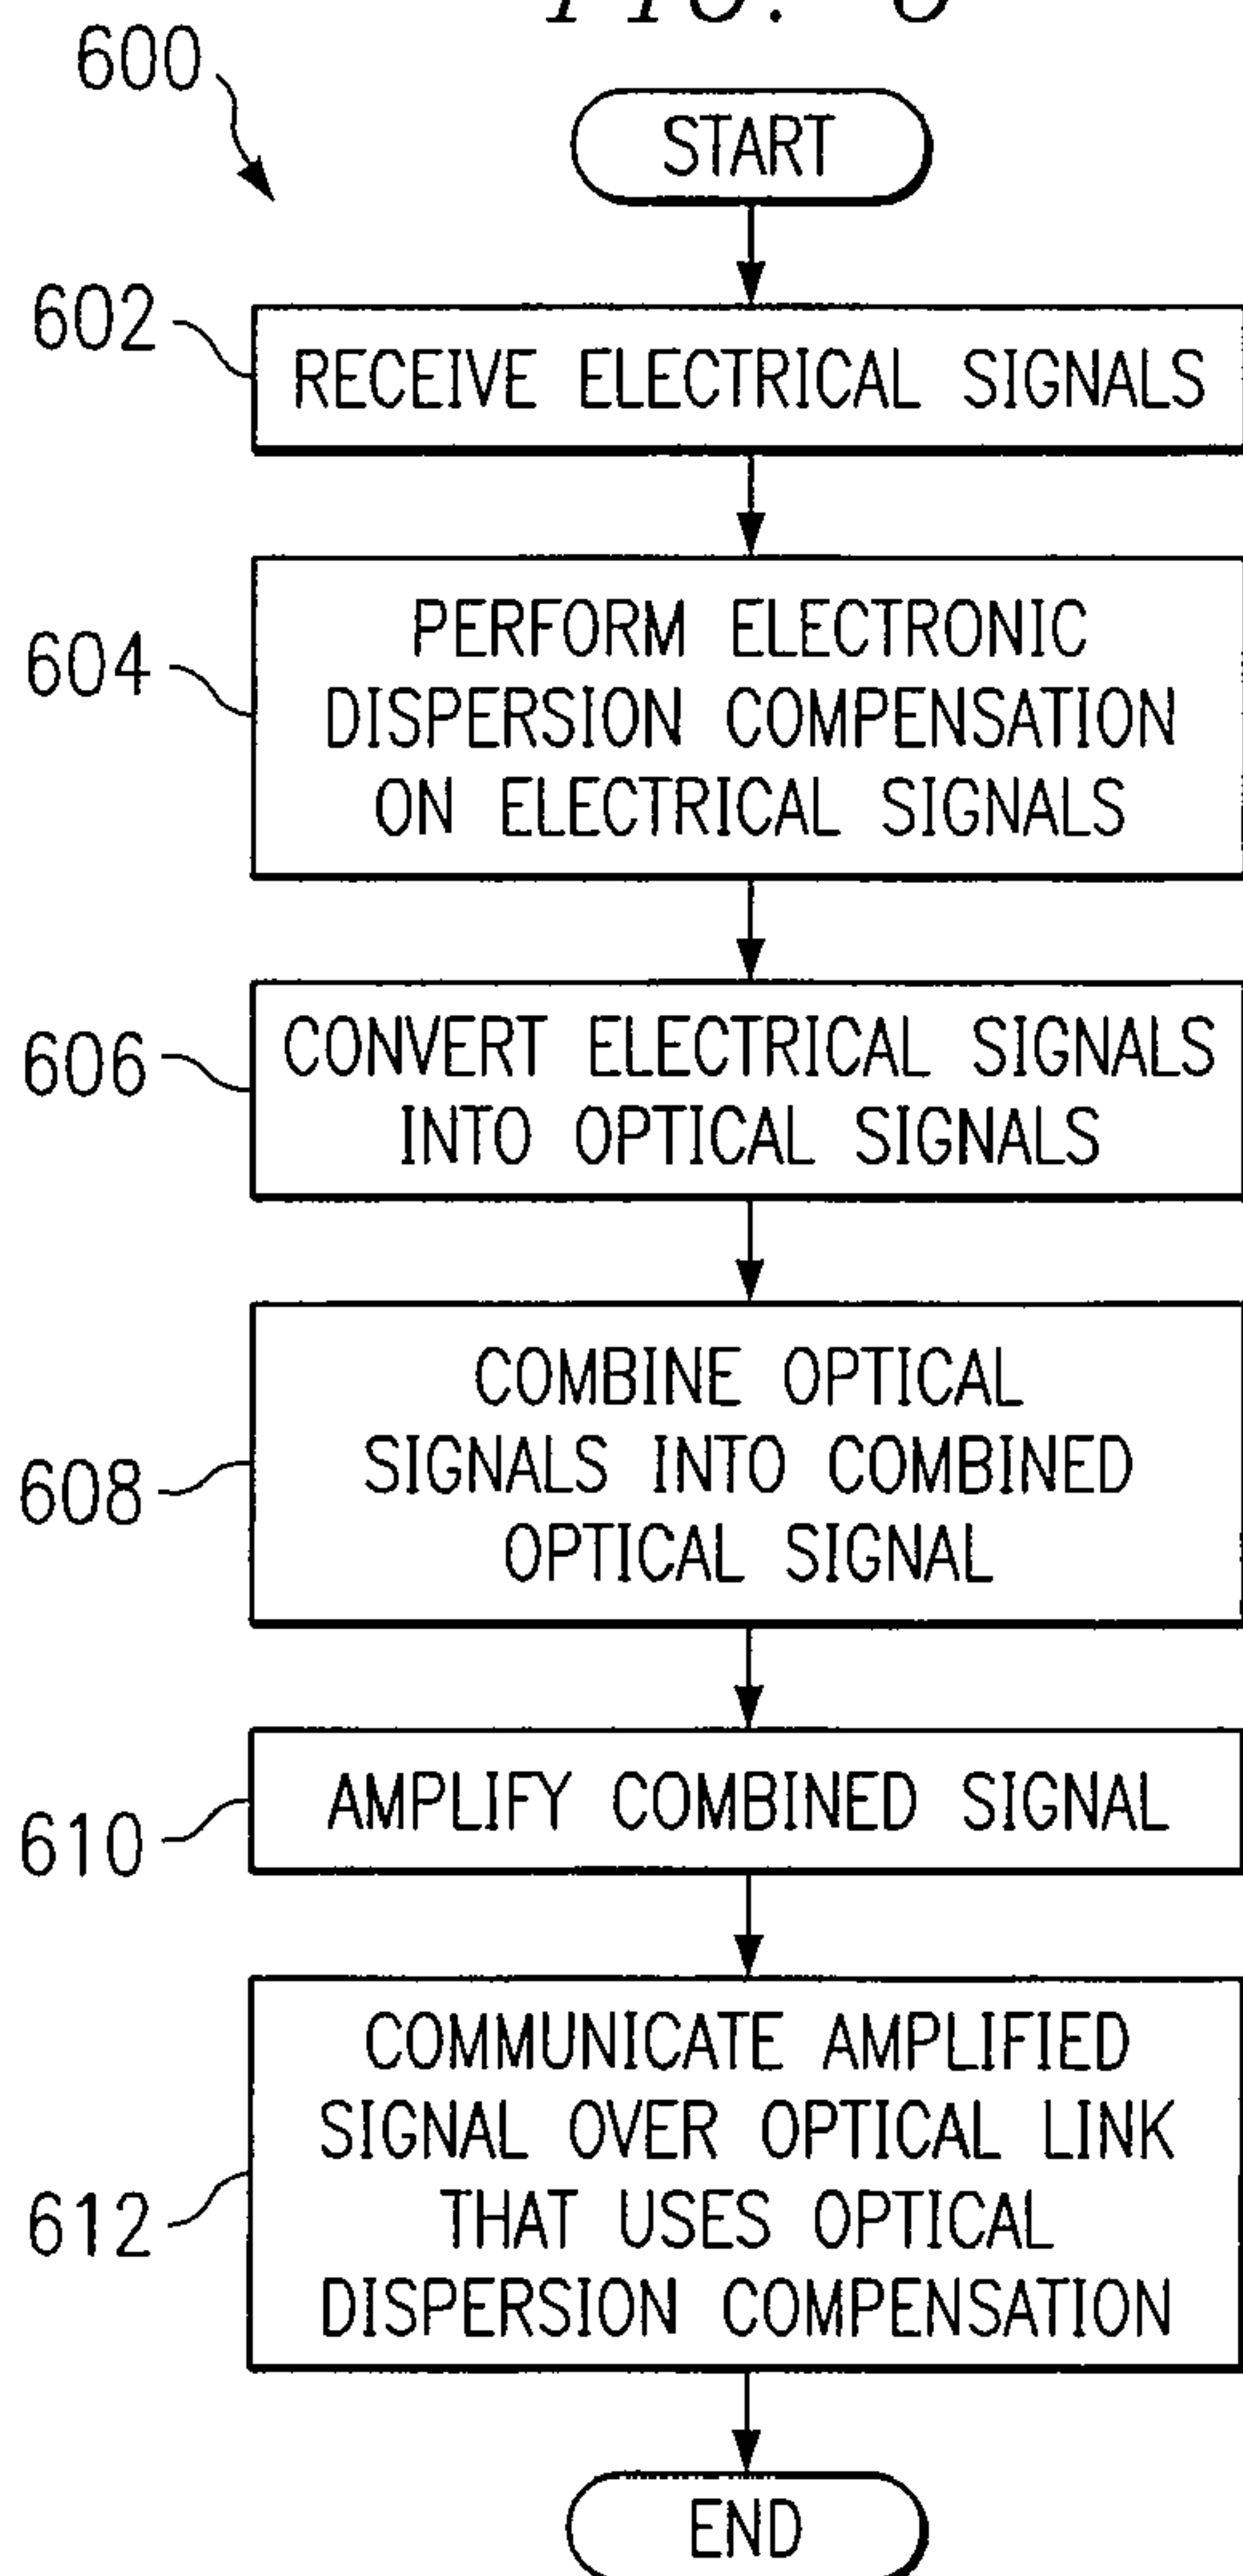 FIG. 6
600
START
602
RECEIVE ELECTRICAL SIGNALS
604
PERFORM ELECTRONIC
DISPERSION COMPENSATION
ON ELECTRICAL SIGNALS
606
CONVERT ELECTRICAL SIGNALS
INTO OPTICAL SIGNALS
608
COMBINE OPTICAL
SIGNALS INTO COMBINED
OPTICAL SIGNAL
610
AMPLIFY COMBINED SIGNAL
612
COMMUNICATE AMPLIFIED
SIGNAL OVER OPTICAL LINK
THAT USES OPTICAL
DISPERSION COMPENSATION
END